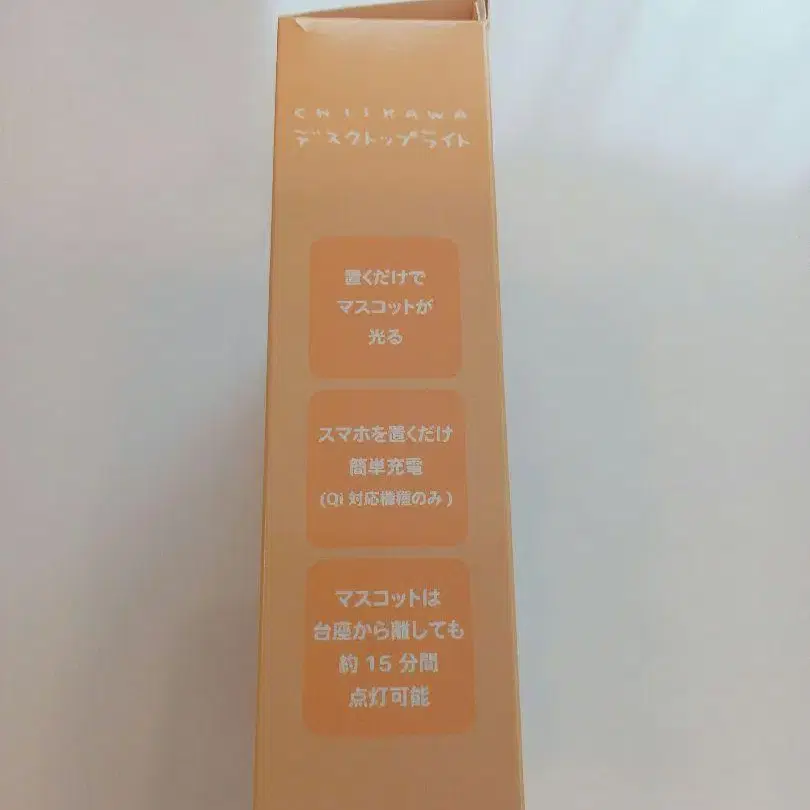 CHIIKAWA
デスクトップライト
置くだけで
マスコットが
光る
スマホを置くだけ
簡単充電
(Qi 対応機種のみ)
マスコットは
台座から離しても
約 15 分間
点灯可能